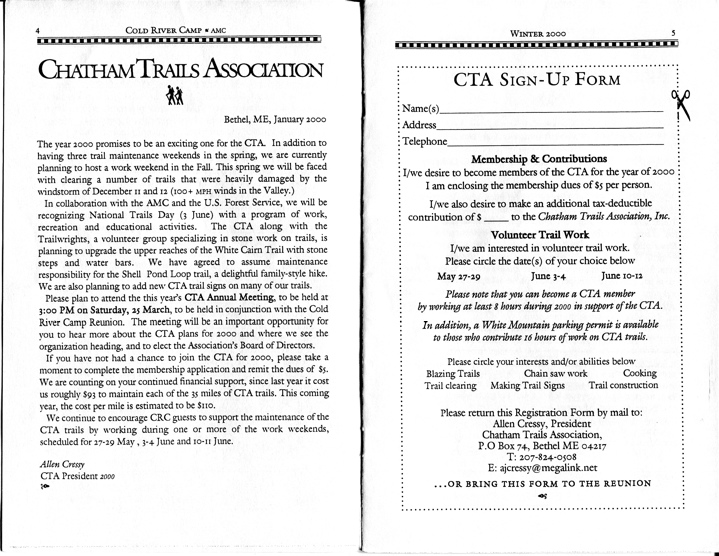 4
COLD RIVER CAMP ▪ AMC
CHATHAM TRAILS ASSOCIATION
Bethel, ME, January 2000
The year 2000 promises to be an exciting one for the CTA. In addition to
having three trail maintenance weekends in the spring, we are currently
planning to host a work weekend in the Fall. This spring we will be faced
with clearing a number of trails that were heavily damaged by the
windstorm of December 11 and 12 (100+ MPH winds in the Valley.)
In collaboration with the AMC and the U.S. Forest Service, we will be
recognizing National Trails Day (3 June) with a program of work,
recreation and educational activities. The CTA along with the
Trailwrights, a volunteer group specializing in stone work on trails, is
planning to upgrade the upper reaches of the White Cairn Trail with stone
steps and water bars. We have agreed to assume maintenance
responsibility for the Shell Pond Loop trail, a delightful family-style hike.
We are also planning to add new CTA trail signs on many of our trails.
Please plan to attend this year's CTA Annual Meeting, to be held at
3:00 PM on Saturday, 25 March, to be held in conjunction with the Cold
River Camp Reunion. The meeting will be an important opportunity for
you to hear more about the CTA plans for 2000 and where we see the
organization heading, and to elect the Association's Board of Directors.
If you have not had a chance to join the CTA for 2000, please take a
moment to complete the membership application and remit the dues of $5.
We are counting on your continued financial support, since last year it cost
us roughly $93 to maintain each of the 35 miles of CTA trails. This coming
year, the cost per mile is estimated to be $110.
We continue to encourage CRC guests to support the maintenance of the
CTA trails by working during one or more of the work weekends,
scheduled for 27-29 May , 3-4 June and 10-11 June.
Allen Cressy
CTA President 2000
WINTER 2000
5
CTA SIGN-UP FORM
Name(s)
Address
Telephone
Membership & Contributions
I/we desire to become members of the CTA for the year of 2000
I am enclosing the membership dues of $5 per person.
I/we also desire to make an additional tax-deductible
contribution of $ _____ to the Chatham Trails Association, Inc.
Volunteer Trail Work
I/we am interested in volunteer trail work.
Please circle the date(s) of your choice below
May 27-29 June 3-4 June 10-12
Please note that you can become a CTA member
by working at least 8 hours during 2000 in support of the CTA.
In addition, a White Mountain parking permit is available
to those who contribute 16 hours of work on CTA trails.
Please circle your interests and/or abilities below
Blazing Trails Chain saw work Cooking
Trail clearing Making Trail Signs Trail construction
Please return this Registration Form by mail to:
Allen Cressy, President
Chatham Trails Association,
P.O Box 74, Bethel ME 04217
T: 207-824-0508
E: ajcressy@megalink.net
...OR BRING THIS FORM TO THE REUNION